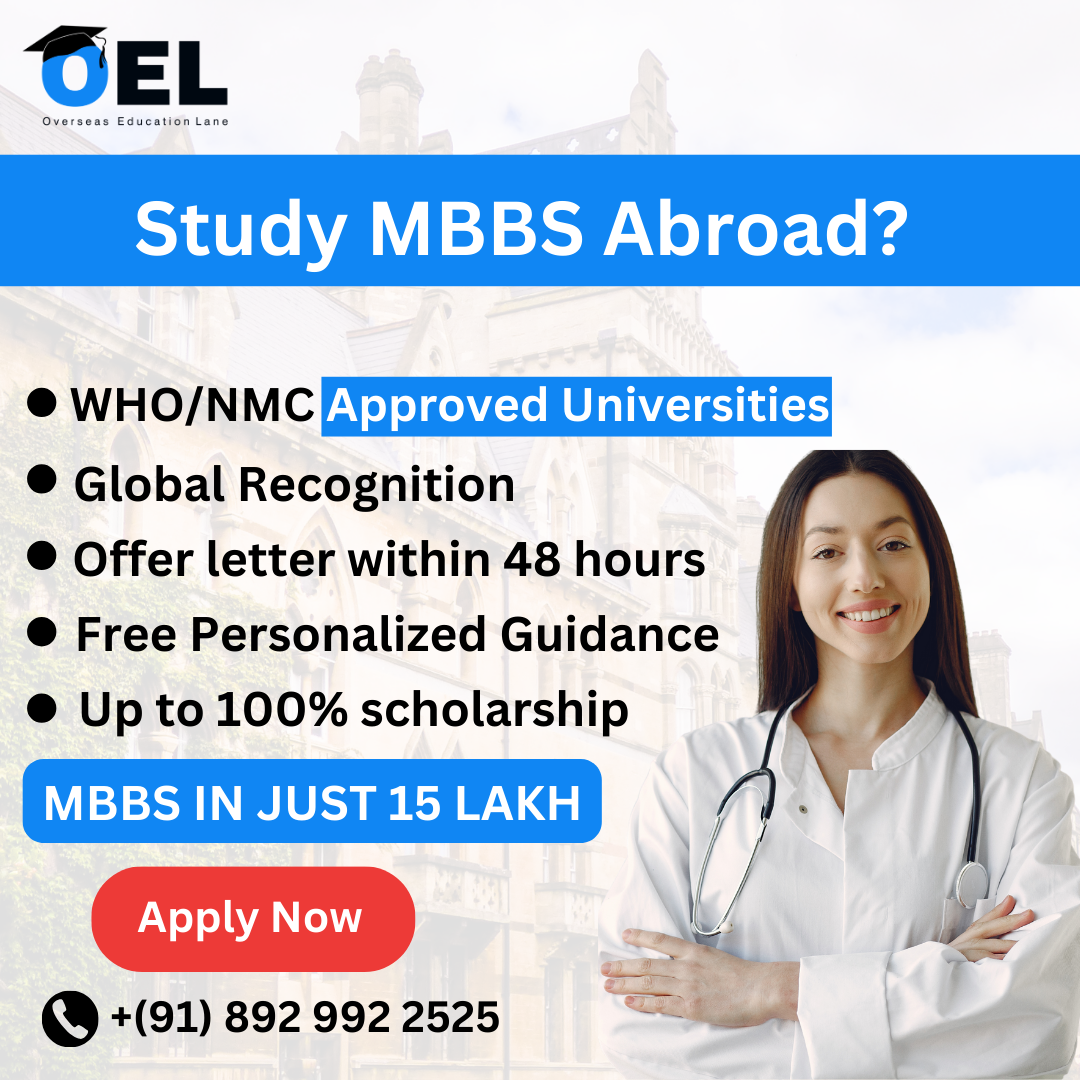 OEL
Overseas Education Lane
Study MBBS Abroad?
WHO/NMC Approved Universities
Global Recognition
Offer letter within 48 hours
Free Personalized Guidance
Up to 100% scholarship
MBBS IN JUST 15 LAKH
Apply Now
+(91) 892 992 2525